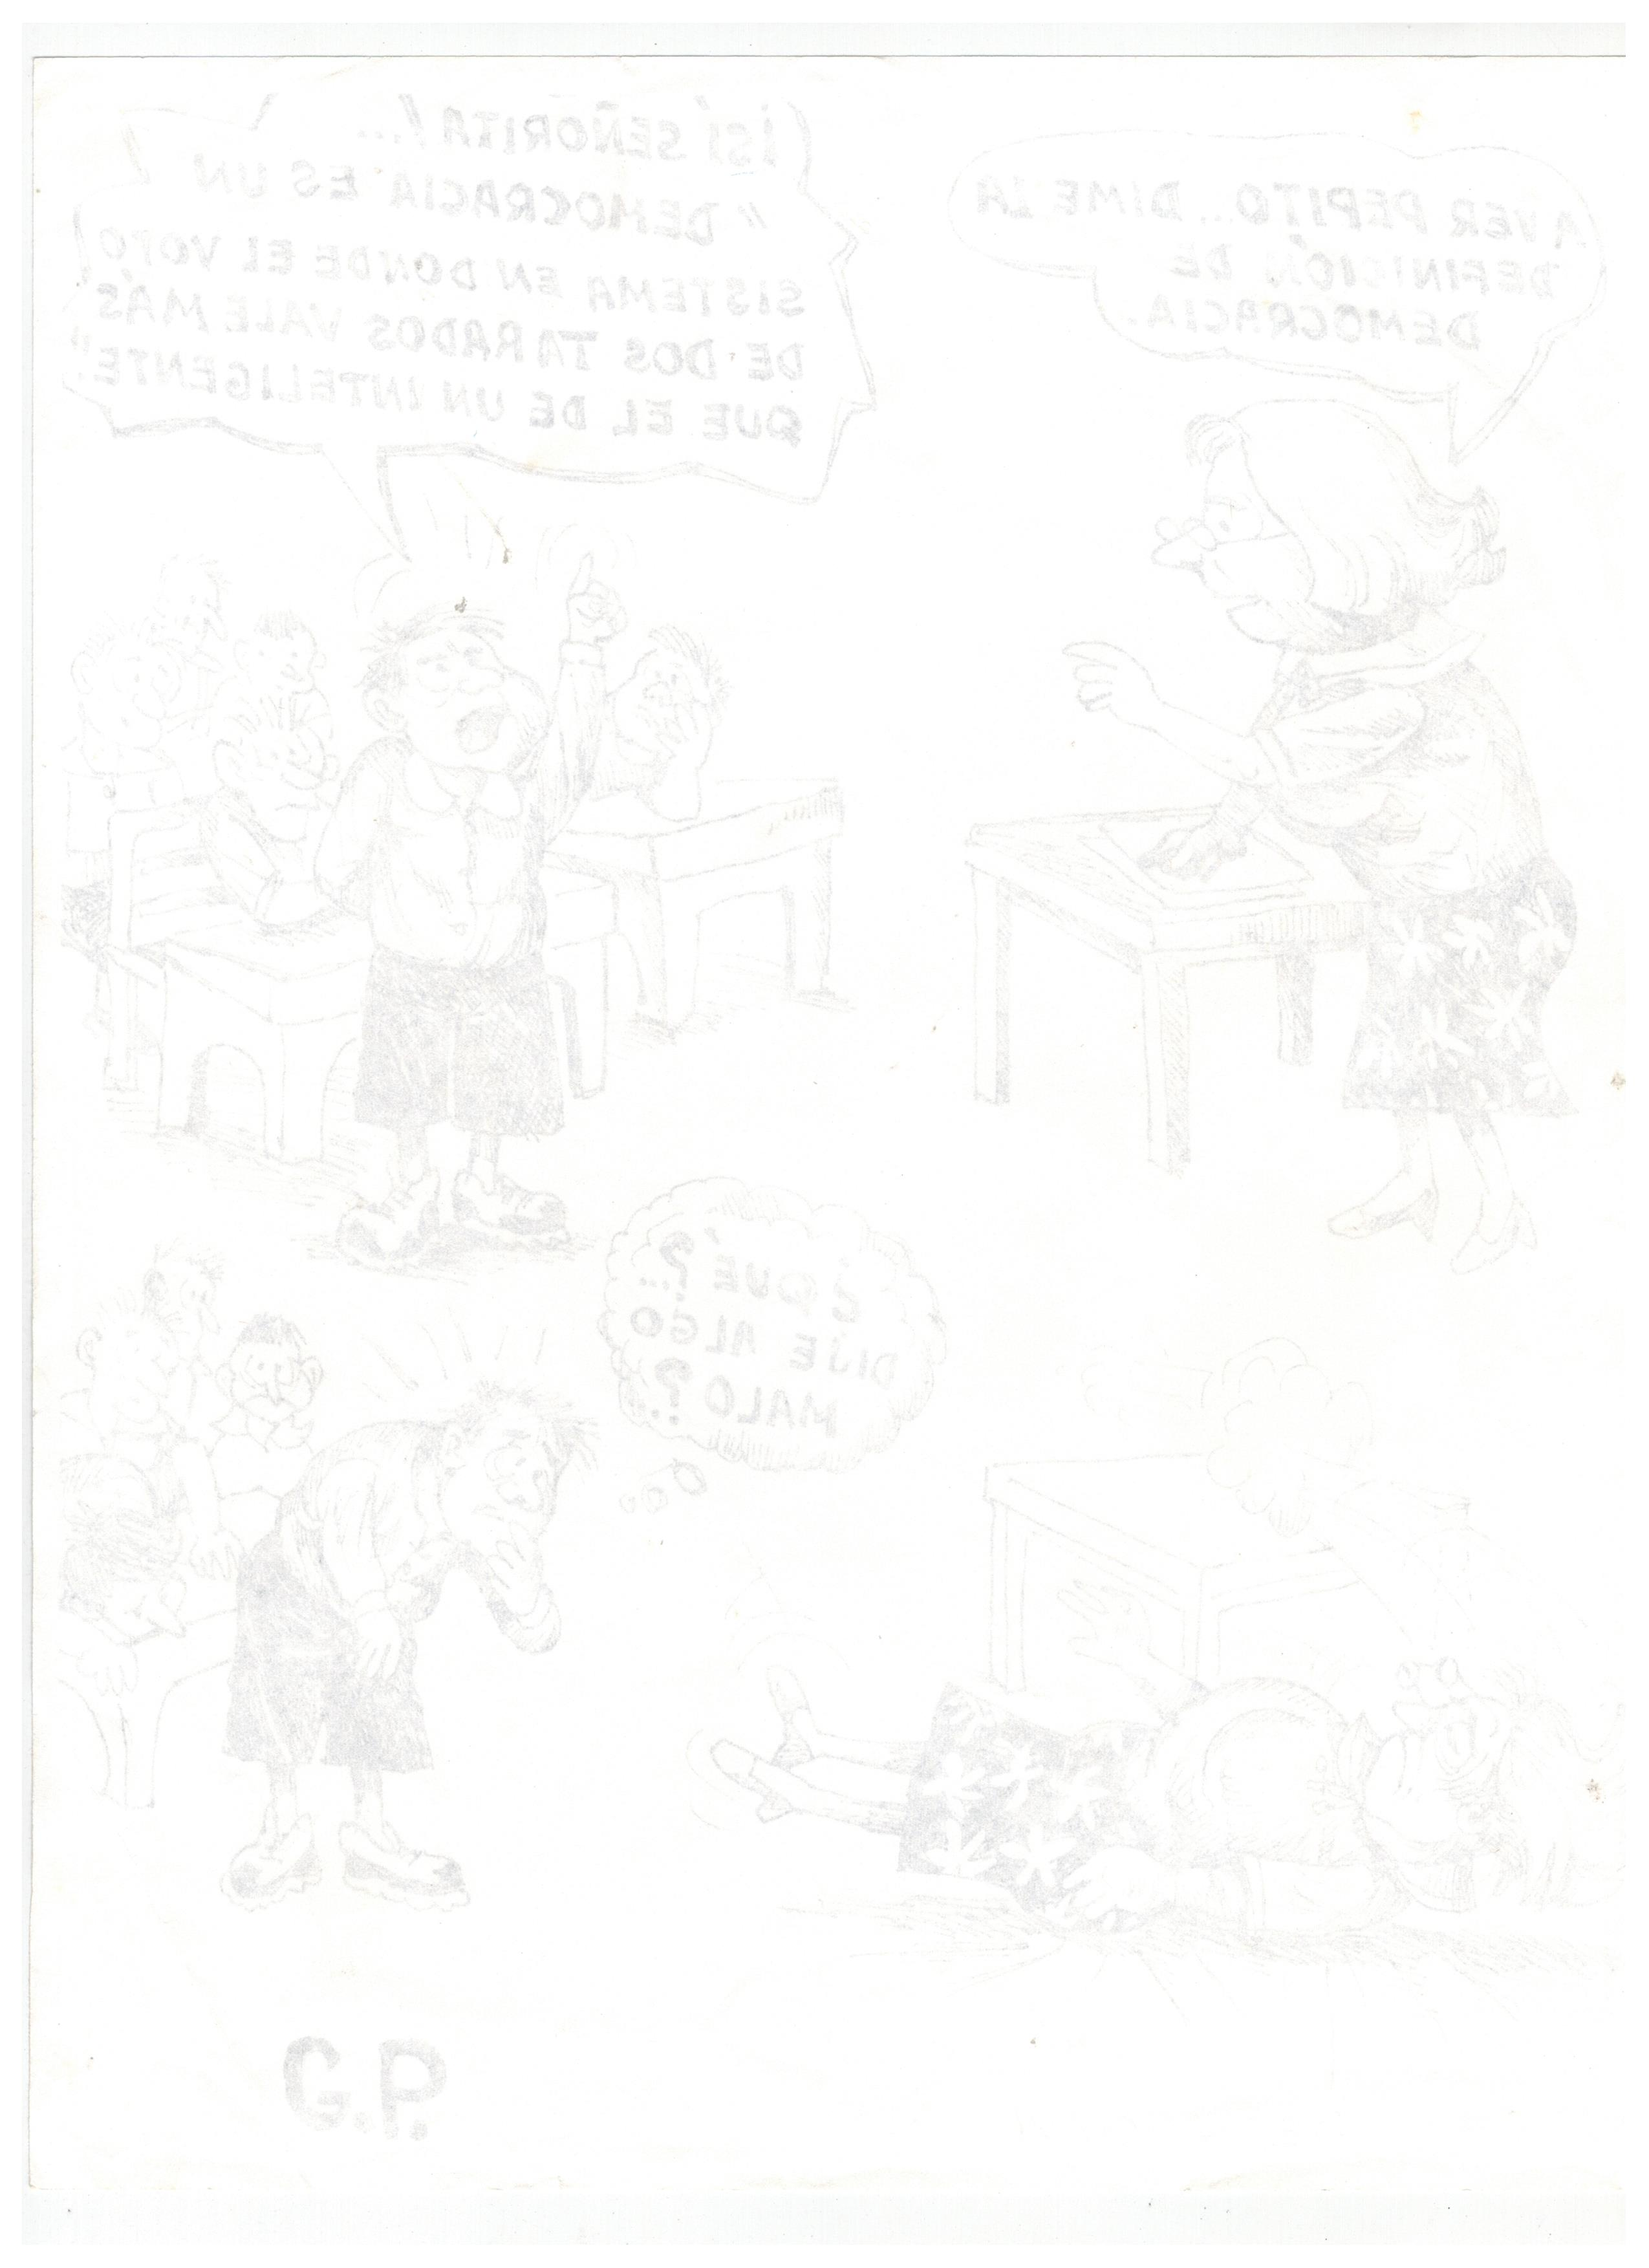 AVER PEPITO... DIME LA
DEFINICIÓN DE
DEMOCRACIA.
¡SÍ SEÑORITA!...
"DEMOCRACIA ES UN
SISTEMA EN DONDE EL VOTO
DE DOS TARADOS VALE MÁS
QUE EL DE UN INTELIGENTE"
¿QUÉ?...
DIJE ALGO
MALO?...
G.P.